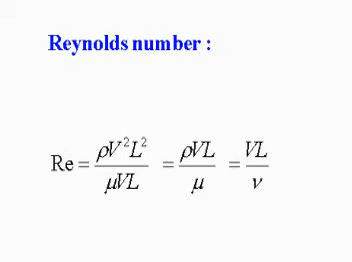 Reynolds number :
Re = ρV²L² / μVL = ρVL / μ = VL / ν